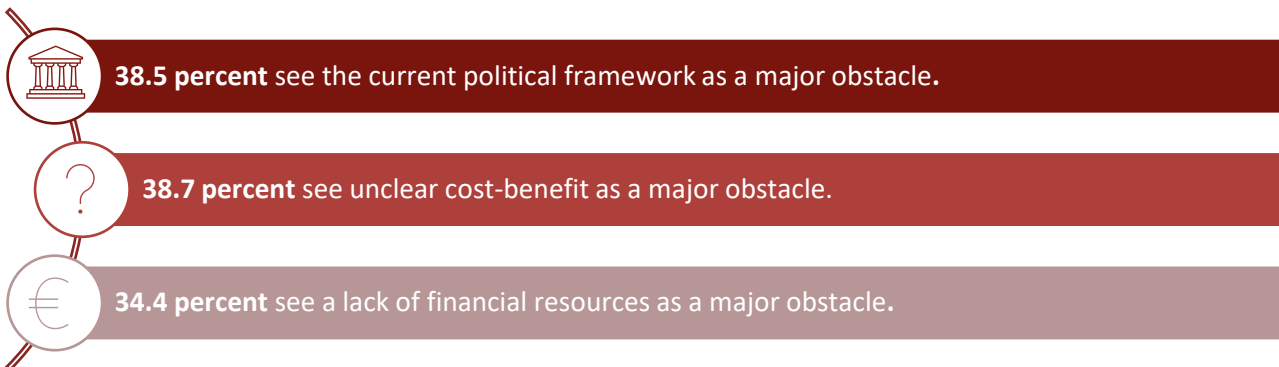 38.5 percent see the current political framework as a major obstacle.
?
38.7 percent see unclear cost-benefit as a major obstacle.
€
34.4 percent see a lack of financial resources as a major obstacle.